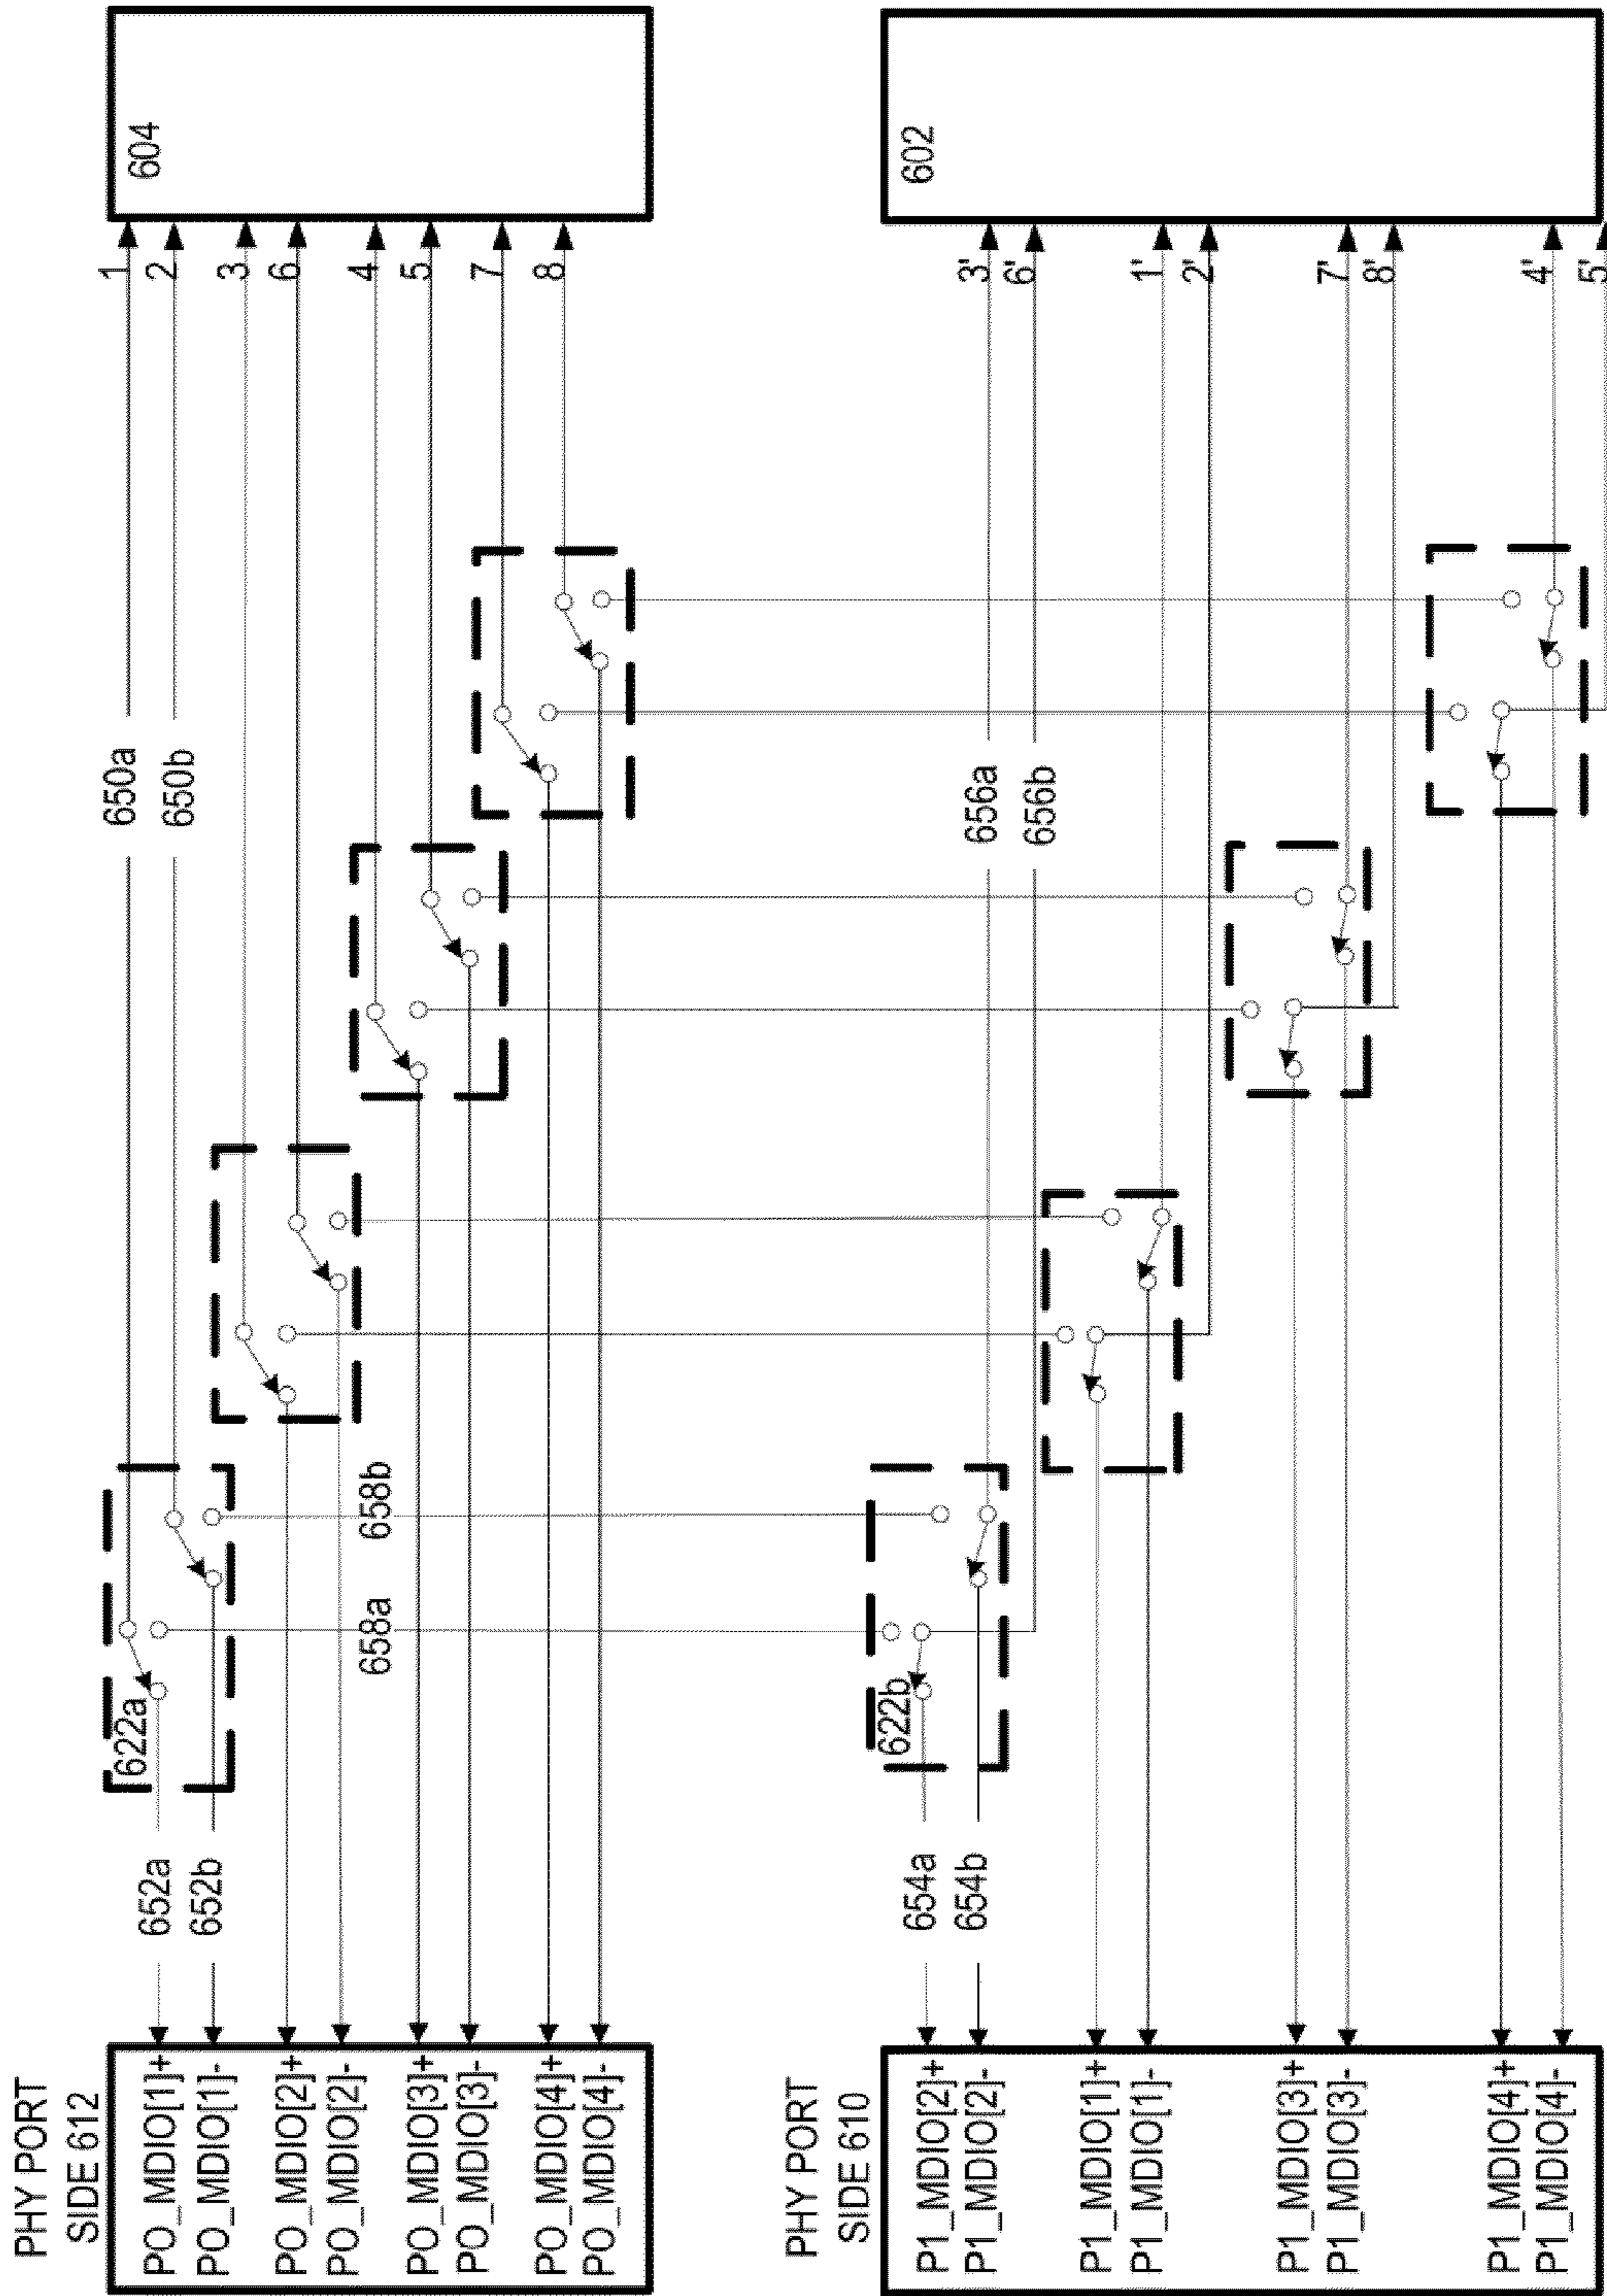 PHY PORT
SIDE 612
PO_MDIO[1]+
PO_MDIO[1]-
PO_MDIO[2]+
PO_MDIO[2]-
PO_MDIO[3]+
PO_MDIO[3]-
PO_MDIO[4]+
PO_MDIO[4]-
652a
652b
622a
658a
658b
650a
650b
1
2
3
6
4
5
7
8
604
PHY PORT
SIDE 610
P1_MDIO[2]+
P1_MDIO[2]-
P1_MDIO[1]+
P1_MDIO[1]-
P1_MDIO[3]+
P1_MDIO[3]-
P1_MDIO[4]+
P1_MDIO[4]-
654a
654b
622b
656a
656b
3'
6'
1'
2'
7'
8'
4'
5'
602